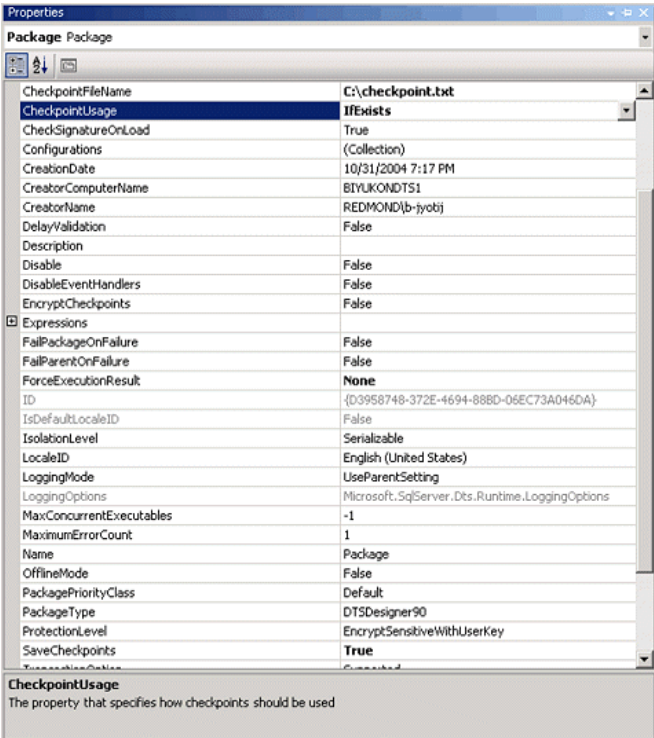 Properties
Package Package
CheckpointFileName C:\checkpoint.txt
CheckpointUsage IfExists
CheckSignatureOnLoad True
Configurations (Collection)
CreationDate 10/31/2004 7:17 PM
CreatorComputerName BIYUKONDTS1
CreatorName REDMOND\b-jyotij
DelayValidation False
Description
Disable False
DisableEventHandlers False
EncryptCheckpoints False
Expressions
FailPackageOnFailure False
FailParentOnFailure False
ForceExecutionResult None
ID {D3958748-372E-4694-88BD-06EC73A046DA}
IsDefaultLocaleID False
IsolationLevel Serializable
LocaleID English (United States)
LoggingMode UseParentSetting
LoggingOptions Microsoft.SqlServer.Dts.Runtime.LoggingOptions
MaxConcurrentExecutables -1
MaximumErrorCount 1
Name Package
OfflineMode False
PackagePriorityClass Default
PackageType DTSDesigner90
ProtectionLevel EncryptSensitiveWithUserKey
SaveCheckpoints True
TransactionOption Supported
CheckpointUsage
The property that specifies how checkpoints should be used